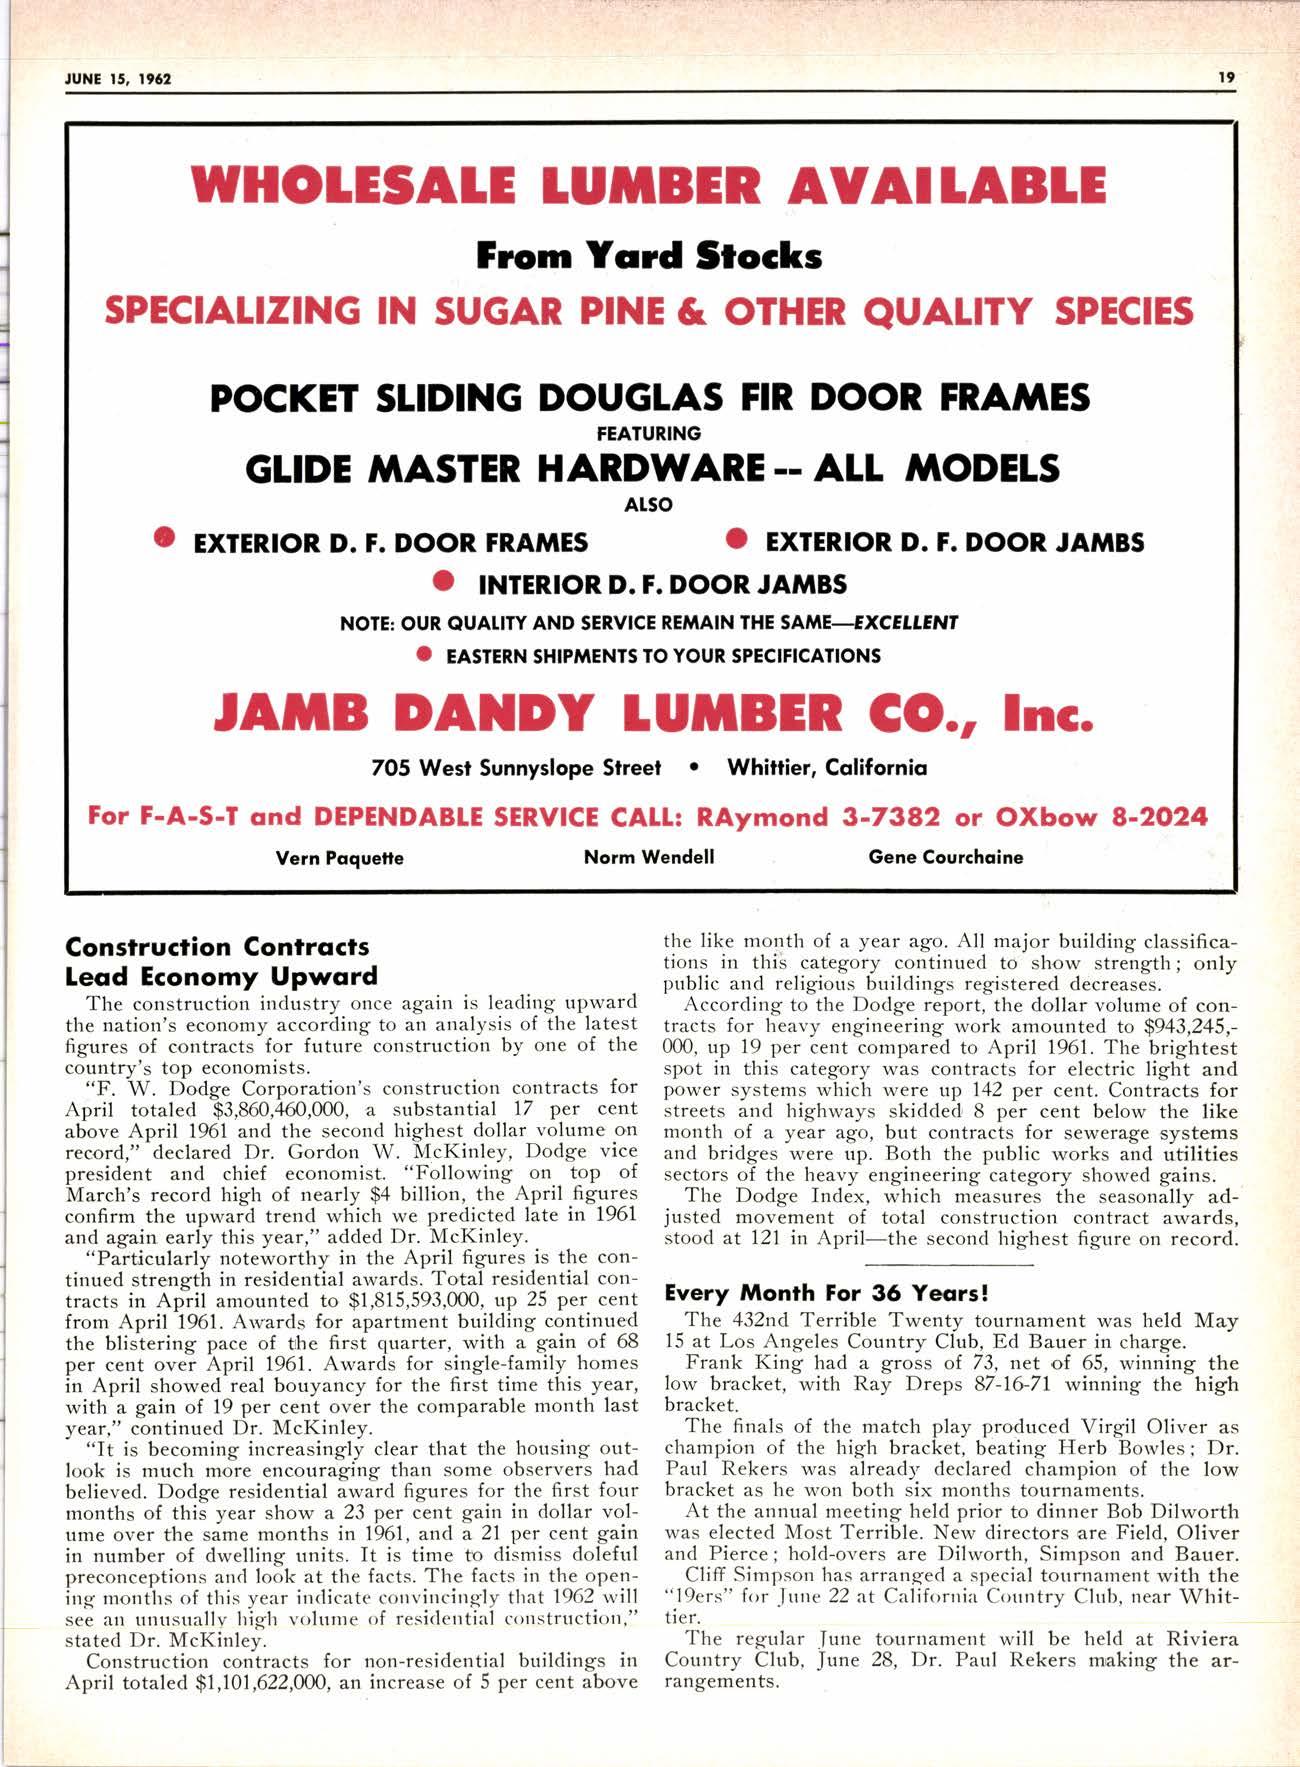 JUNE 15, 1962
19
WHOLESALE LUMBER AVAILABLE
From Yard Stocks
SPECIALIZING IN SUGAR PINE & OTHER QUALITY SPECIES
POCKET SLIDING DOUGLAS FIR DOOR FRAMES
FEATURING
GLIDE MASTER HARDWARE -- ALL MODELS
ALSO
• EXTERIOR D. F. DOOR FRAMES • EXTERIOR D. F. DOOR JAMBS
• INTERIOR D. F. DOOR JAMBS
NOTE: OUR QUALITY AND SERVICE REMAIN THE SAME—EXCELLENT
• EASTERN SHIPMENTS TO YOUR SPECIFICATIONS
JAMB DANDY LUMBER CO., Inc.
705 West Sunnyslope Street • Whittier, California
For F-A-S-T and DEPENDABLE SERVICE CALL: RAymond 3-7382 or OXbow 8-2024
Vern Paquette Norm Wendell Gene Courchaine
Construction Contracts
Lead Economy Upward
The construction industry once again is leading upward
the nation's economy according to an analysis of the latest
figures of contracts for future construction by one of the
country's top economists.
"F. W. Dodge Corporation's construction contracts for
April totaled $3,860,460,000, a substantial 17 per cent
above April 1961 and the second highest dollar volume on
record," declared Dr. Gordon W. McKinley, Dodge vice
president and chief economist. "Following on top of
March's record high of nearly $4 billion, the April figures
confirm the upward trend which we predicted late in 1961
and again early this year," added Dr. McKinley.
"Particularly noteworthy in the April figures is the con-
tinued strength in residential awards. Total residential con-
tracts in April amounted to $1,815,593,000, up 25 per cent
from April 1961. Awards for apartment building continued
the blistering pace of the first quarter, with a gain of 68
per cent over April 1961. Awards for single-family homes
in April showed real bouyancy for the first time this year,
with a gain of 19 per cent over the comparable month last
year," continued Dr. McKinley.
"It is becoming increasingly clear that the housing out-
look is much more encouraging than some observers had
believed. Dodge residential award figures for the first four
months of this year show a 23 per cent gain in dollar vol-
ume over the same months in 1961, and a 21 per cent gain
in number of dwelling units. It is time to dismiss doleful
preconceptions and look at the facts. The facts in the open-
ing months of this year indicate convincingly that 1962 will
see an unusually high volume of residential construction,"
stated Dr. McKinley.
Construction contracts for non-residential buildings in
April totaled $1,101,622,000, an increase of 5 per cent above
the like month of a year ago. All major building classifica-
tions in this category continued to show strength; only
public and religious buildings registered decreases.
According to the Dodge report, the dollar volume of con-
tracts for heavy engineering work amounted to $943,245,-
000, up 19 per cent compared to April 1961. The brightest
spot in this category was contracts for electric light and
power systems which were up 142 per cent. Contracts for
streets and highways skidded 8 per cent below the like
month of a year ago, but contracts for sewerage systems
and bridges were up. Both the public works and utilities
sectors of the heavy engineering category showed gains.
The Dodge Index, which measures the seasonally ad-
justed movement of total construction contract awards,
stood at 121 in April—the second highest figure on record.
Every Month For 36 Years!
The 432nd Terrible Twenty tournament was held May
15 at Los Angeles Country Club, Ed Bauer in charge.
Frank King had a gross of 73, net of 65, winning the
low bracket, with Ray Dreps 87-16-71 winning the high
bracket.
The finals of the match play produced Virgil Oliver as
champion of the high bracket, beating Herb Bowles; Dr.
Paul Rekers was already declared champion of the low
bracket as he won both six months tournaments.
At the annual meeting held prior to dinner Bob Dilworth
was elected Most Terrible. New directors are Field, Oliver
and Pierce; hold-overs are Dilworth, Simpson and Bauer.
Cliff Simpson has arranged a special tournament with the
"19ers" for June 22 at California Country Club, near Whit-
tier.
The regular June tournament will be held at Riviera
Country Club, June 28, Dr. Paul Rekers making the ar-
rangements.